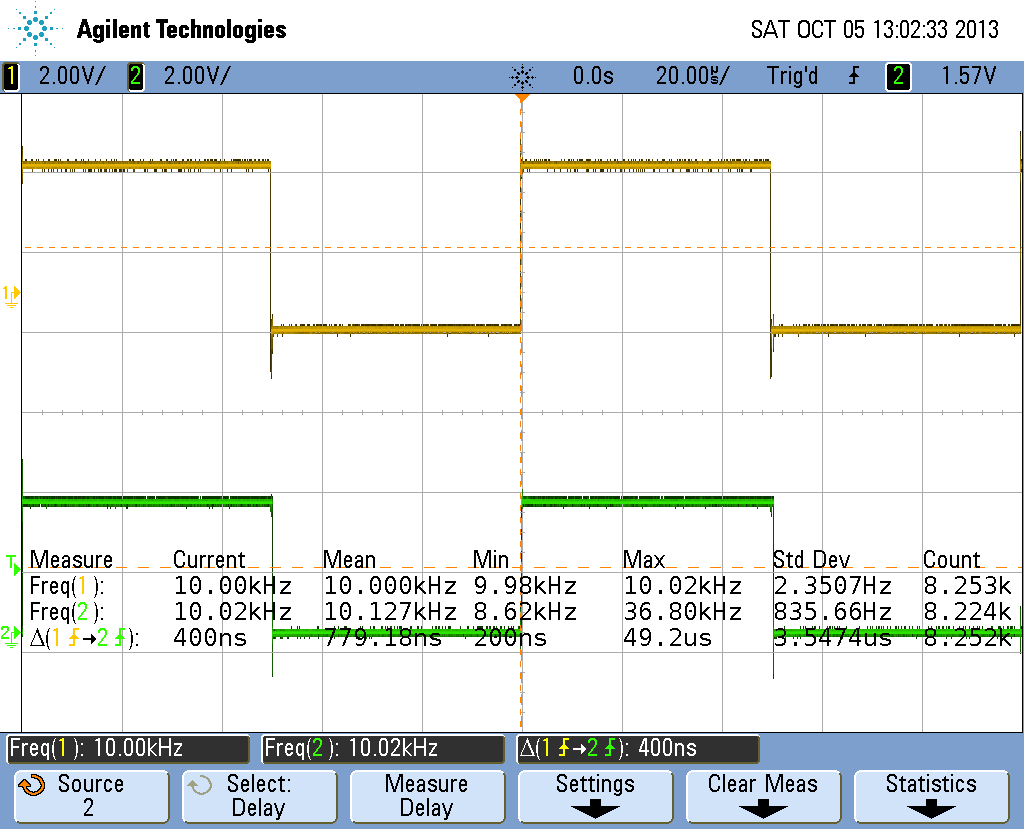 Agilent Technologies SAT OCT 05 13:02:33 2013
1 2.00V/ 2 2.00V/ 0.0s 20.00us/ Trig'd 2 1.57V
1
T
Measure Current Mean Min Max Std Dev Count
Freq(1): 10.00kHz 10.000kHz 9.98kHz 10.02kHz 2.3507Hz 8.253k
Freq(2): 10.02kHz 10.127kHz 8.62kHz 36.80kHz 835.66Hz 8.224k
2 Δ(1→2): 400ns 779.18ns 200ns 49.2us 3.5474us 8.252k
Freq(1): 10.00kHz Freq(2): 10.02kHz Δ(1→2): 400ns
Source Select: Measure Settings Clear Meas Statistics
2 Delay Delay